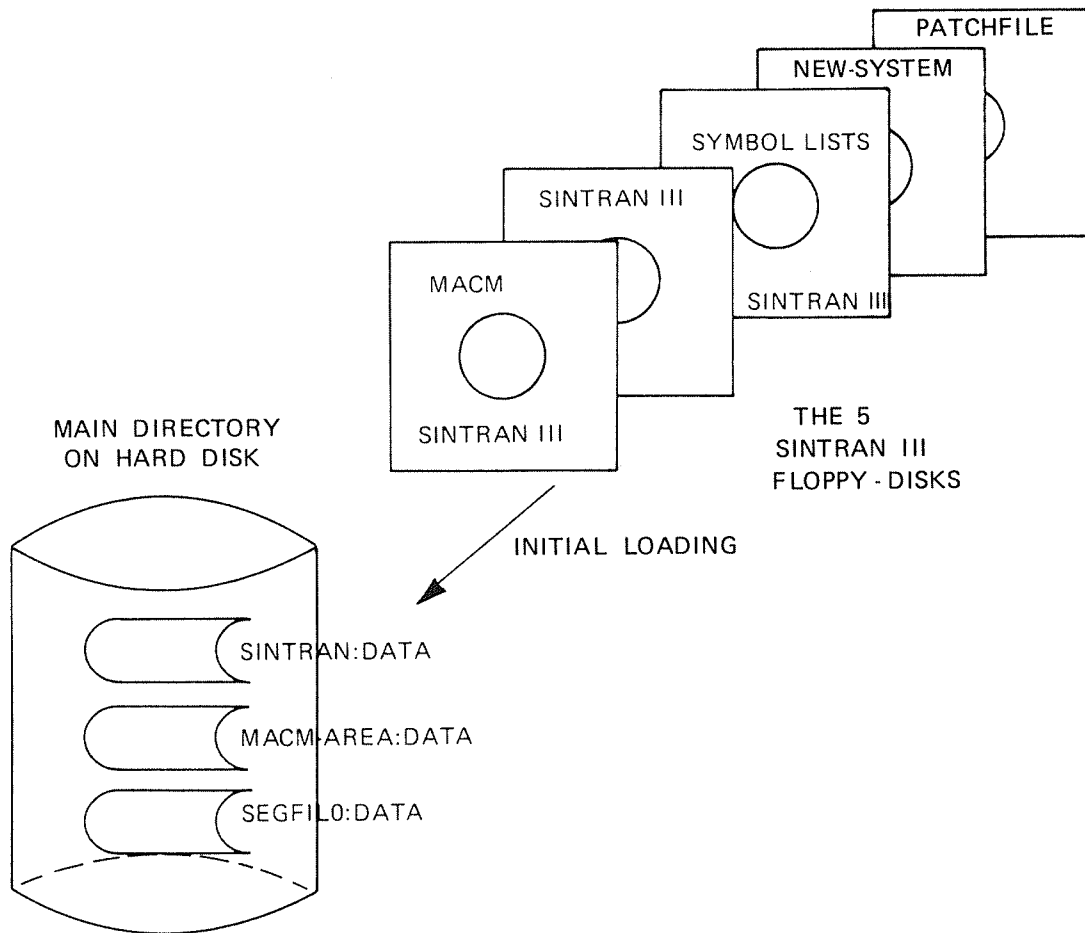 PATCHFILE
NEW-SYSTEM
SYMBOL LISTS
SINTRAN III
SINTRAN III
MACM
SINTRAN III
THE 5
SINTRAN III
FLOPPY - DISKS
MAIN DIRECTORY
ON HARD DISK
INITIAL LOADING
SINTRAN:DATA
MACM-AREA:DATA
SEGFIL0:DATA